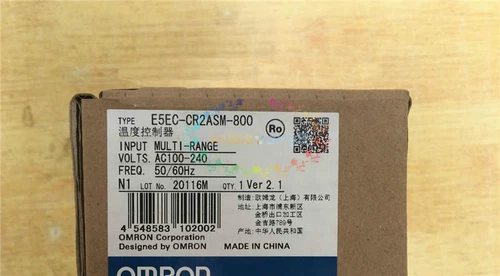 TYPE E5EC-CR2ASM-800
温度控制器
Ro
INPUT MULTI-RANGE
VOLTS. AC100-240
FREQ. 50/60Hz
N1 LOT No. 20116M QTY. 1 Ver 2.1
4 548583 102002
OMRON Corporation
Designed by OMRON
制造：欧姆龙（上海）有限公司
地址：上海市浦东新区
金桥出口加工区
金吉路789号
产地：中华人民共和国
MADE IN CHINA
OMRON